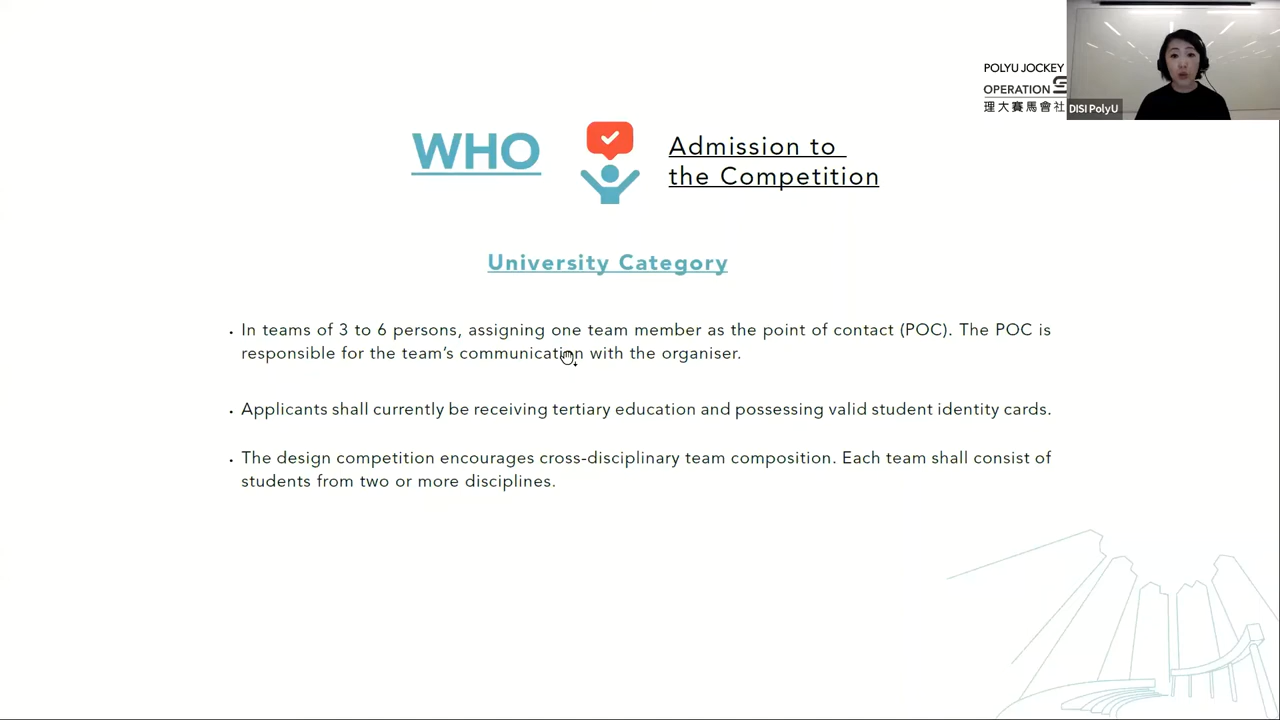 POLYU JOCKEY
OPERATION
理大賽馬會社
DISI PolyU
WHO
Admission to
the Competition
University Category
• In teams of 3 to 6 persons, assigning one team member as the point of contact (POC). The POC is
responsible for the team's communication with the organiser.
• Applicants shall currently be receiving tertiary education and possessing valid student identity cards.
• The design competition encourages cross-disciplinary team composition. Each team shall consist of
students from two or more disciplines.